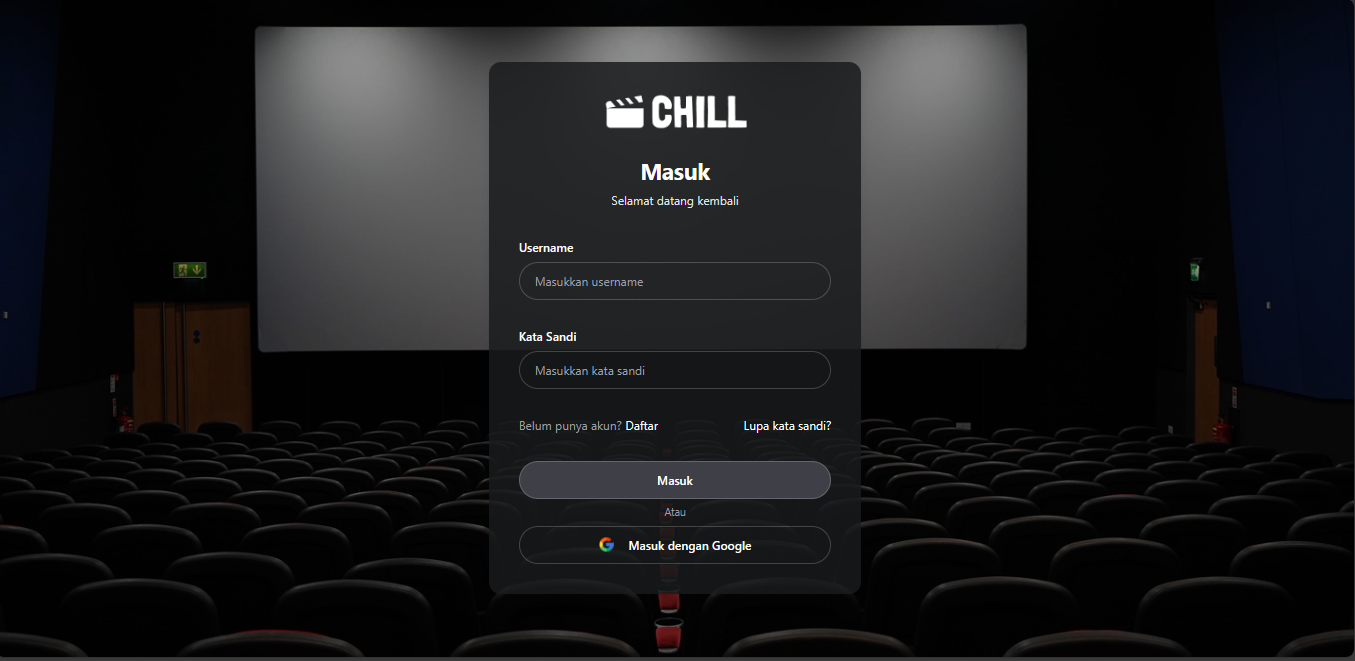 CHILL
Masuk
Selamat datang kembali
Username
Masukkan username
Kata Sandi
Masukkan kata sandi
Belum punya akun? Daftar Lupa kata sandi?
Masuk
Atau
Masuk dengan Google